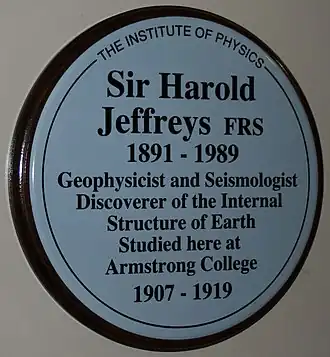 THE INSTITUTE OF PHYSICS
Sir Harold
Jeffreys FRS
1891 - 1989
Geophysicist and Seismologist
Discoverer of the Internal
Structure of Earth
Studied here at
Armstrong College
1907 - 1919